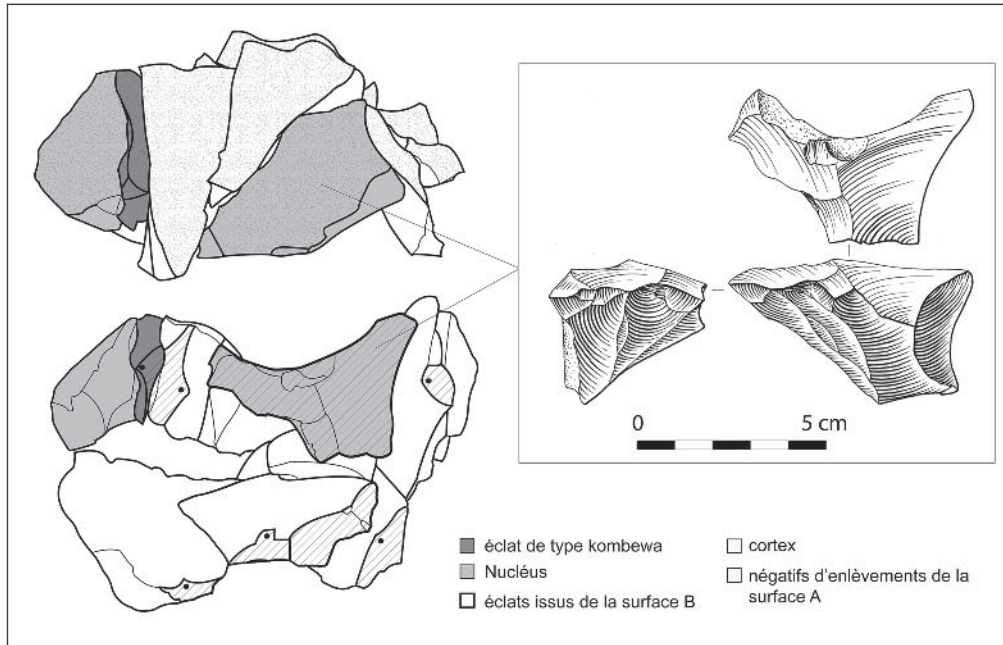 0 5 cm
éclat de type kombewa
Nucléus
éclats issus de la surface B
cortex
négatifs d'enlèvements de la
surface A